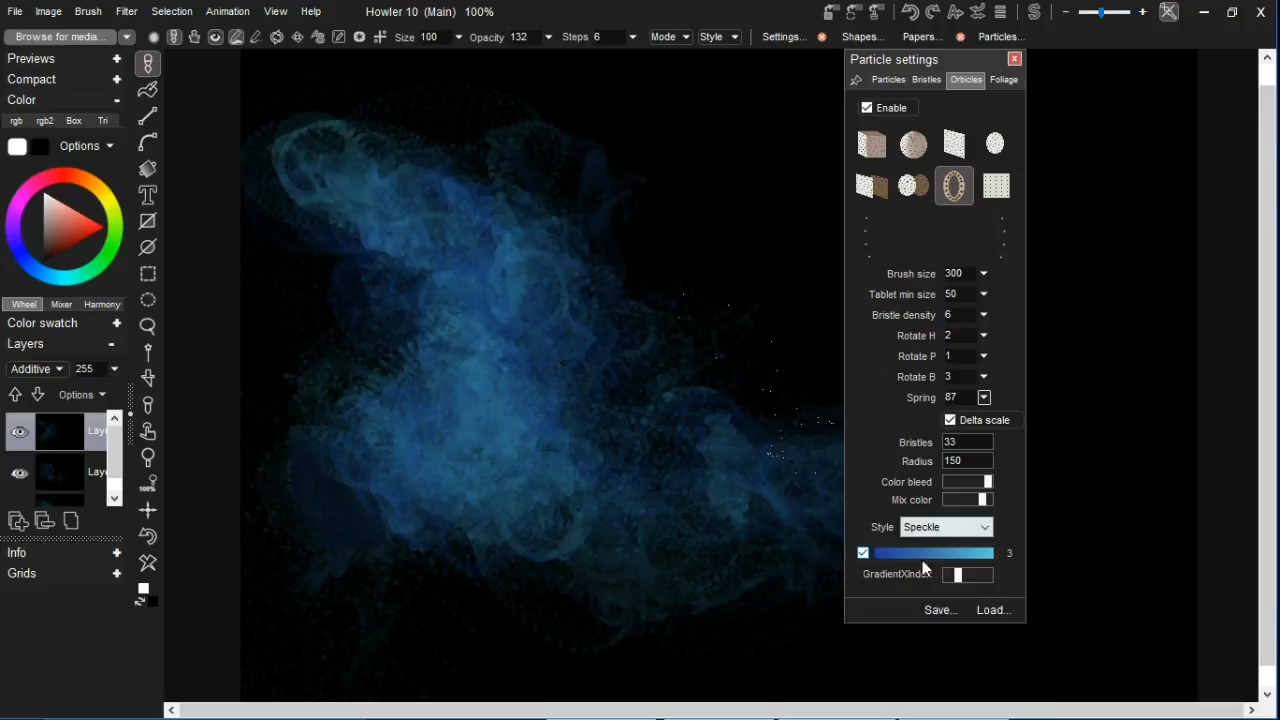 File Image Brush Filter Selection Animation View Help Howler 10 (Main) 100%
Browse for media... Size 100 Opacity 132 Steps 6 Mode Style Settings... Shapes... Papers... Particles...
Previews
Compact
Color
rgb rgb2 Box Tri
Options
Wheel Mixer Harmony
Color swatch
Layers
Additive 255
Options
Laye
Laye
100%
Info
Grids
Particle settings
Particles Bristles Orbicles Foliage
Enable
Brush size 300
Tablet min size 50
Bristle density 6
Rotate H 2
Rotate P 1
Rotate B 3
Spring 87
Delta scale
Bristles 33
Radius 150
Color bleed
Mix color
Style Speckle
3
GradientXIndex
Save... Load...